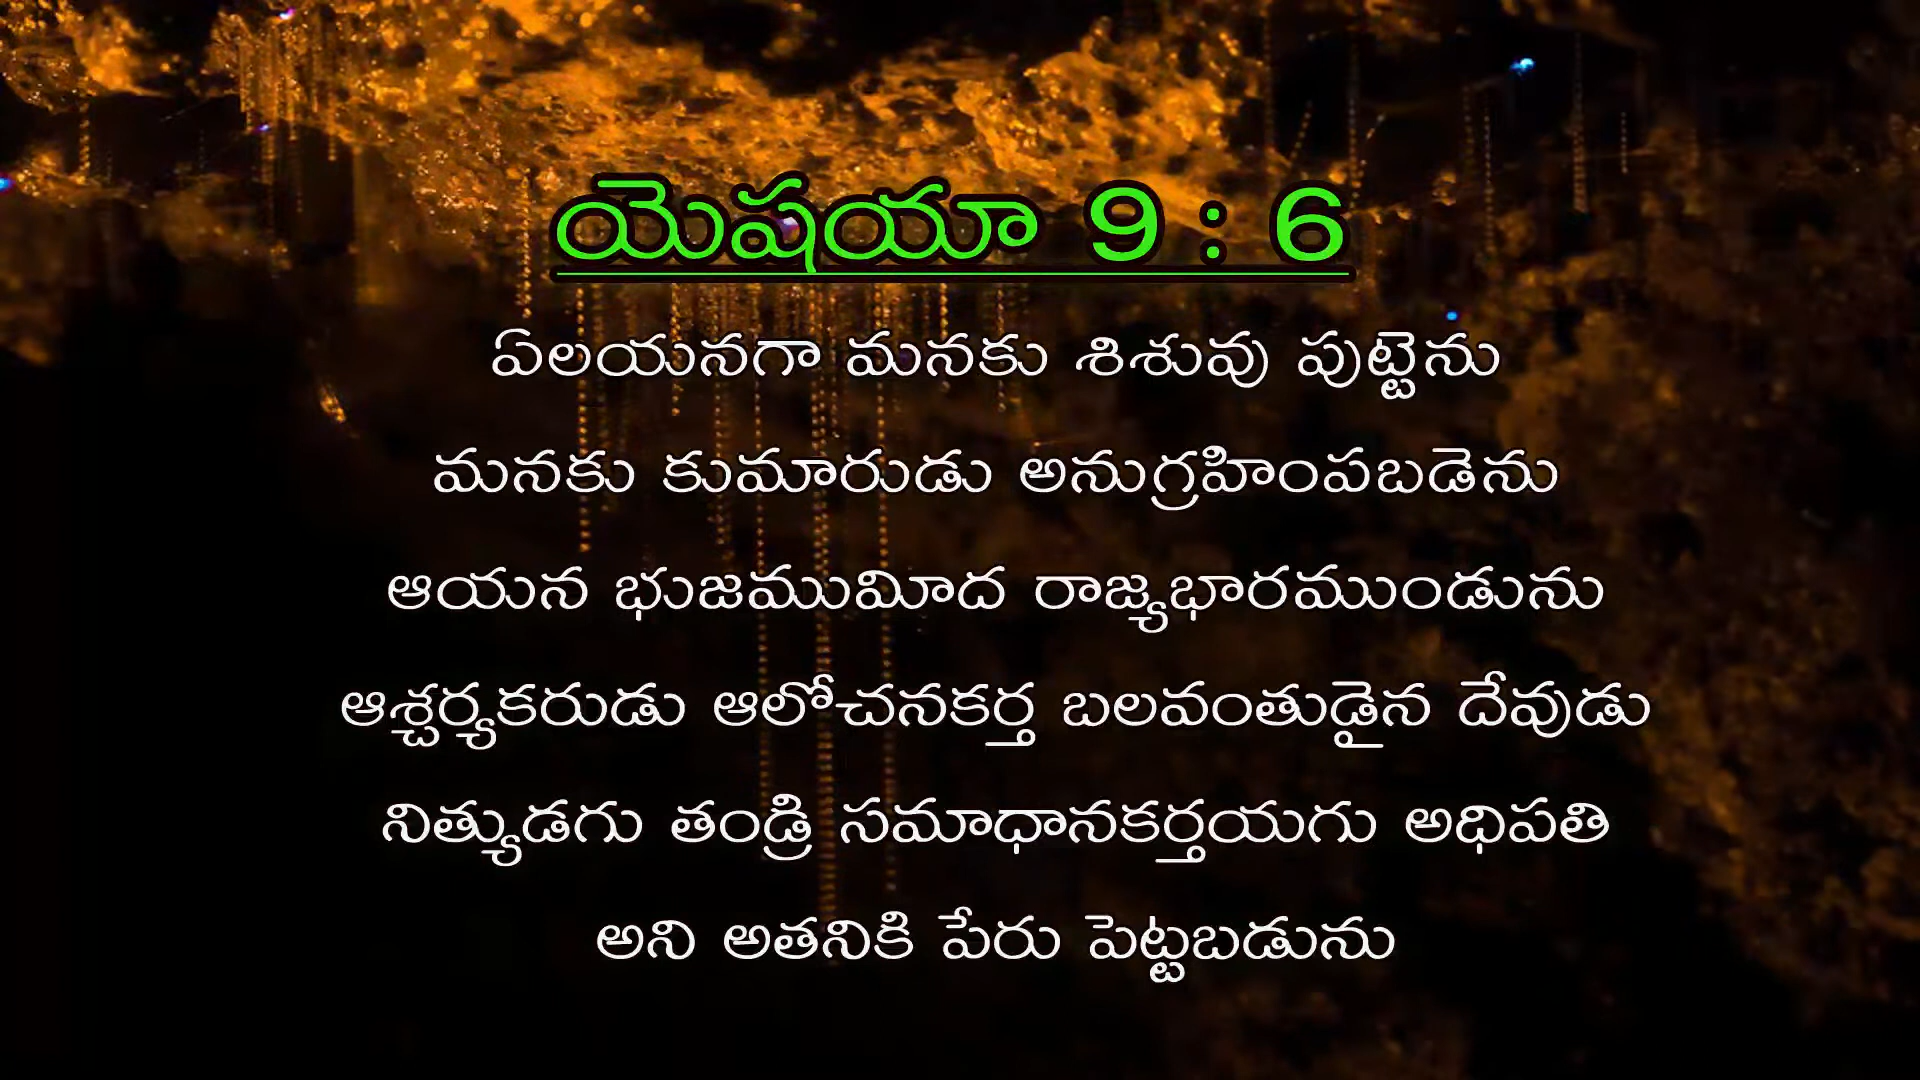 యెషయా 9 : 6
ఏలయనగా మనకు శిశువు పుట్టెను
మనకు కుమారుడు అనుగ్రహింపబడెను
ఆయన భుజముమీద రాజ్యభారముండును
ఆశ్చర్యకరుడు ఆలోచనకర్త బలవంతుడైన దేవుడు
నిత్యుడగు తండ్రి సమాధానకర్తయగు అధిపతి
అని అతనికి పేరు పెట్టబడును